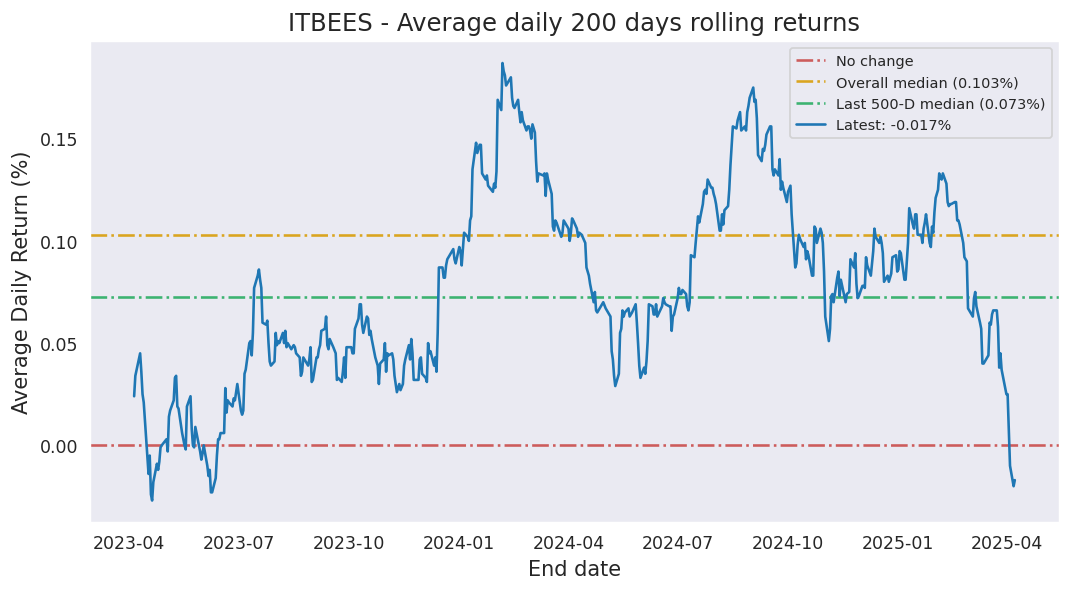 ITBEES - Average daily 200 days rolling returns
No change
Overall median (0.103%)
Last 500-D median (0.073%)
Latest: -0.017%
Average Daily Return (%)
0.15
0.10
0.05
0.00
2023-04 2023-07 2023-10 2024-01 2024-04 2024-07 2024-10 2025-01 2025-04
End date